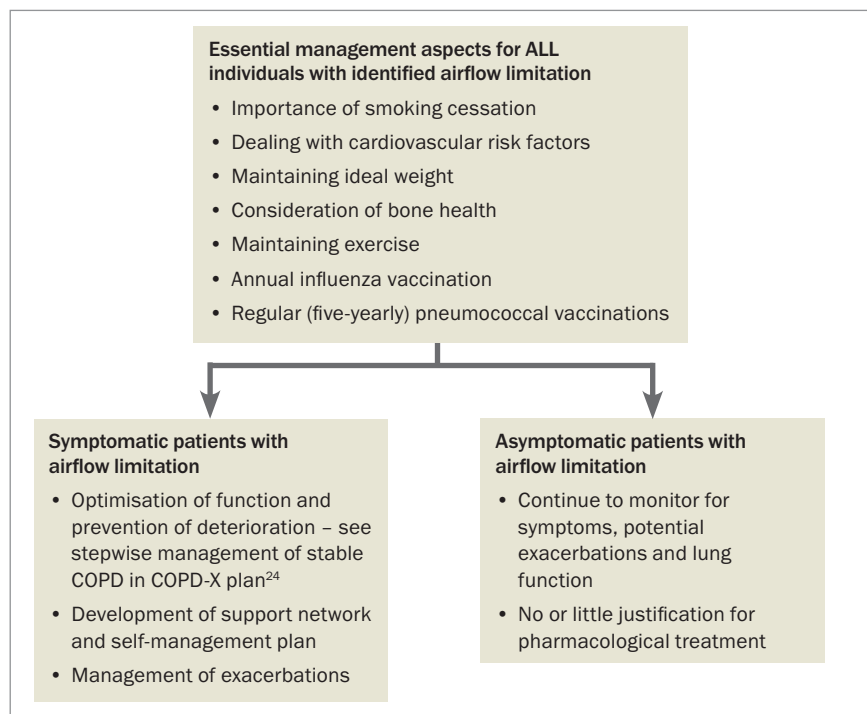 Essential management aspects for ALL
individuals with identified airflow limitation
• Importance of smoking cessation
• Dealing with cardiovascular risk factors
• Maintaining ideal weight
• Consideration of bone health
• Maintaining exercise
• Annual influenza vaccination
• Regular (five-yearly) pneumococcal vaccinations
Symptomatic patients with
airflow limitation
• Optimisation of function and
prevention of deterioration – see
stepwise management of stable
COPD in COPD-X plan²⁴
• Development of support network
and self-management plan
• Management of exacerbations
Asymptomatic patients with
airflow limitation
• Continue to monitor for
symptoms, potential
exacerbations and lung
function
• No or little justification for
pharmacological treatment